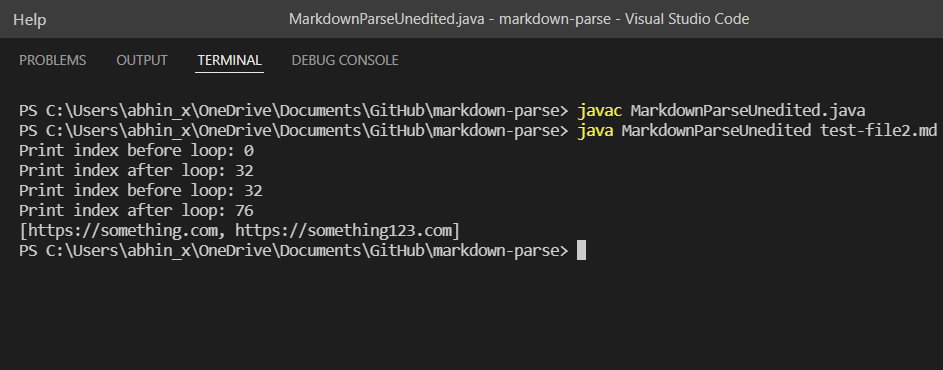 Help MarkdownParseUnedited.java - markdown-parse - Visual Studio Code
PROBLEMS OUTPUT TERMINAL DEBUG CONSOLE
PS C:\Users\abhin_x\OneDrive\Documents\GitHub\markdown-parse> javac MarkdownParseUnedited.java
PS C:\Users\abhin_x\OneDrive\Documents\GitHub\markdown-parse> java MarkdownParseUnedited test-file2.md
Print index before loop: 0
Print index after loop: 32
Print index before loop: 32
Print index after loop: 76
[https://something.com, https://something123.com]
PS C:\Users\abhin_x\OneDrive\Documents\GitHub\markdown-parse>